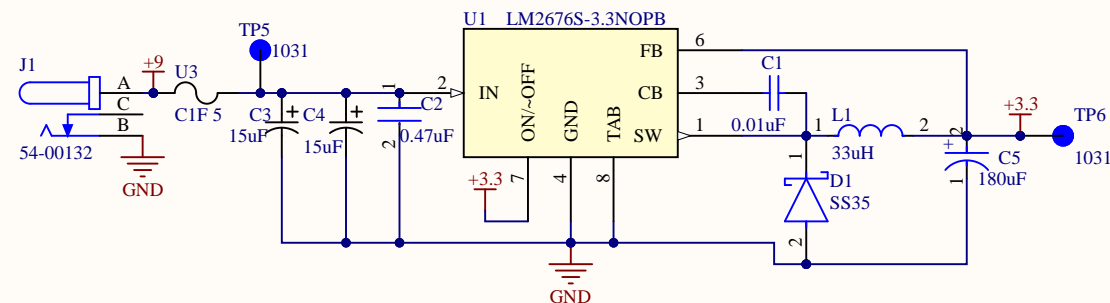 U1 LM2676S-3.3NOPB
TP5
1031
J1
+9
U3
C1F 5
A
C
B
54-00132
GND
C3
15uF
C4
15uF
1
C2
2
0.47uF
2
IN
ON/~OFF
GND
TAB
FB
CB
SW
6
3
1
7
4
8
+3.3
GND
C1
0.01uF
1
L1
2
33uH
1
D1
SS35
2
2
+
C5
1
180uF
+3.3
TP6
1031